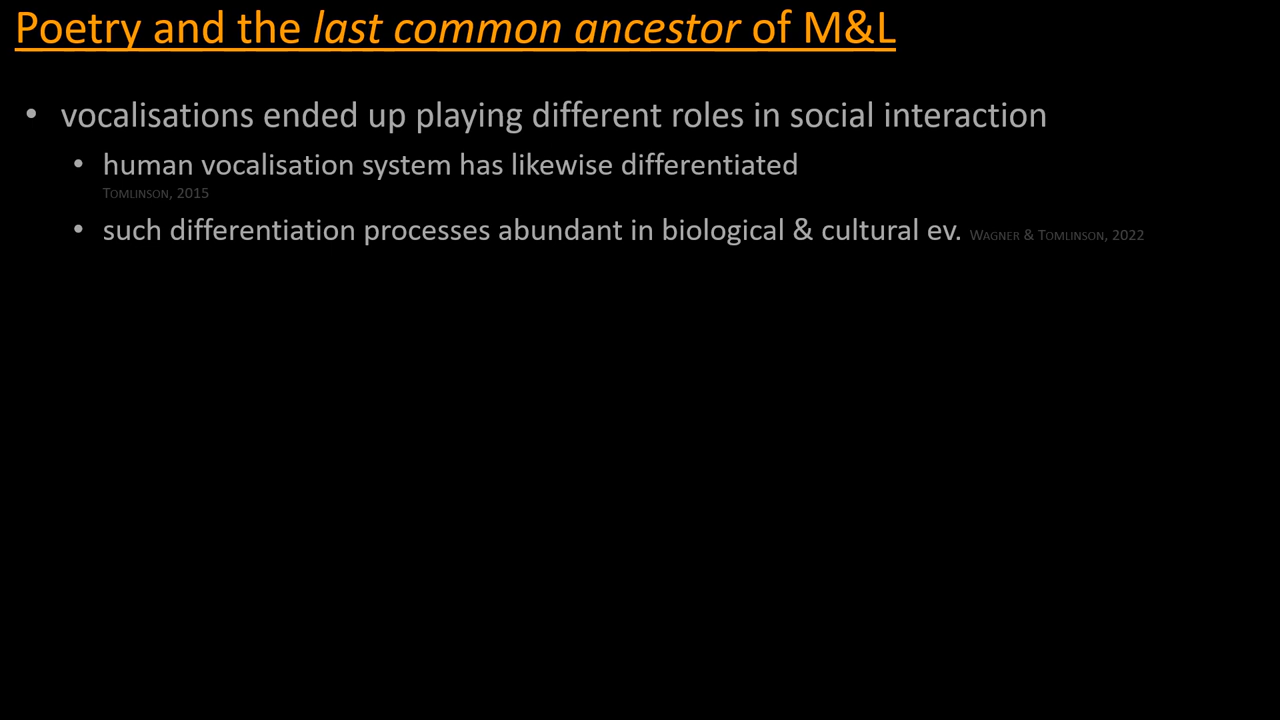 Poetry and the last common ancestor of M&L
• vocalisations ended up playing different roles in social interaction
• human vocalisation system has likewise differentiated
Tomlinson, 2015
• such differentiation processes abundant in biological & cultural ev. Wagner & Tomlinson, 2022